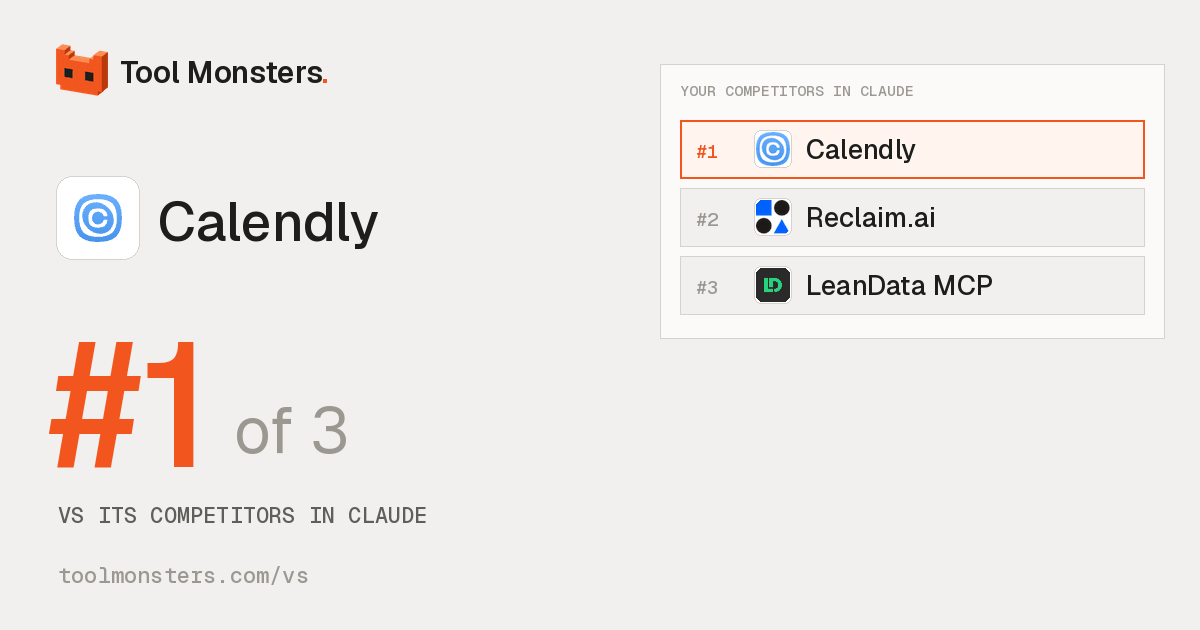 Tool Monsters.
Calendly
#1 of 3
VS ITS COMPETITORS IN CLAUDE
toolmonsters.com/vs
YOUR COMPETITORS IN CLAUDE
#1 Calendly
#2 Reclaim.ai
#3 LD LeanData MCP